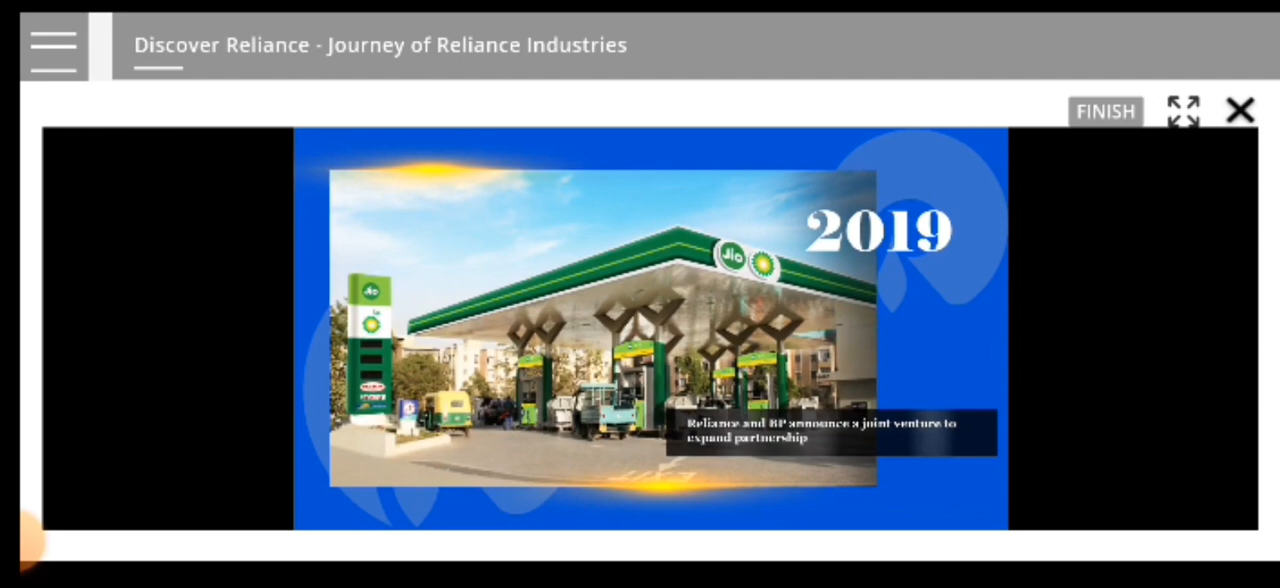 Discover Reliance - Journey of Reliance Industries
FINISH
2019
Jio
Jio
Reliance and BP announce a joint venture to
expand partnership